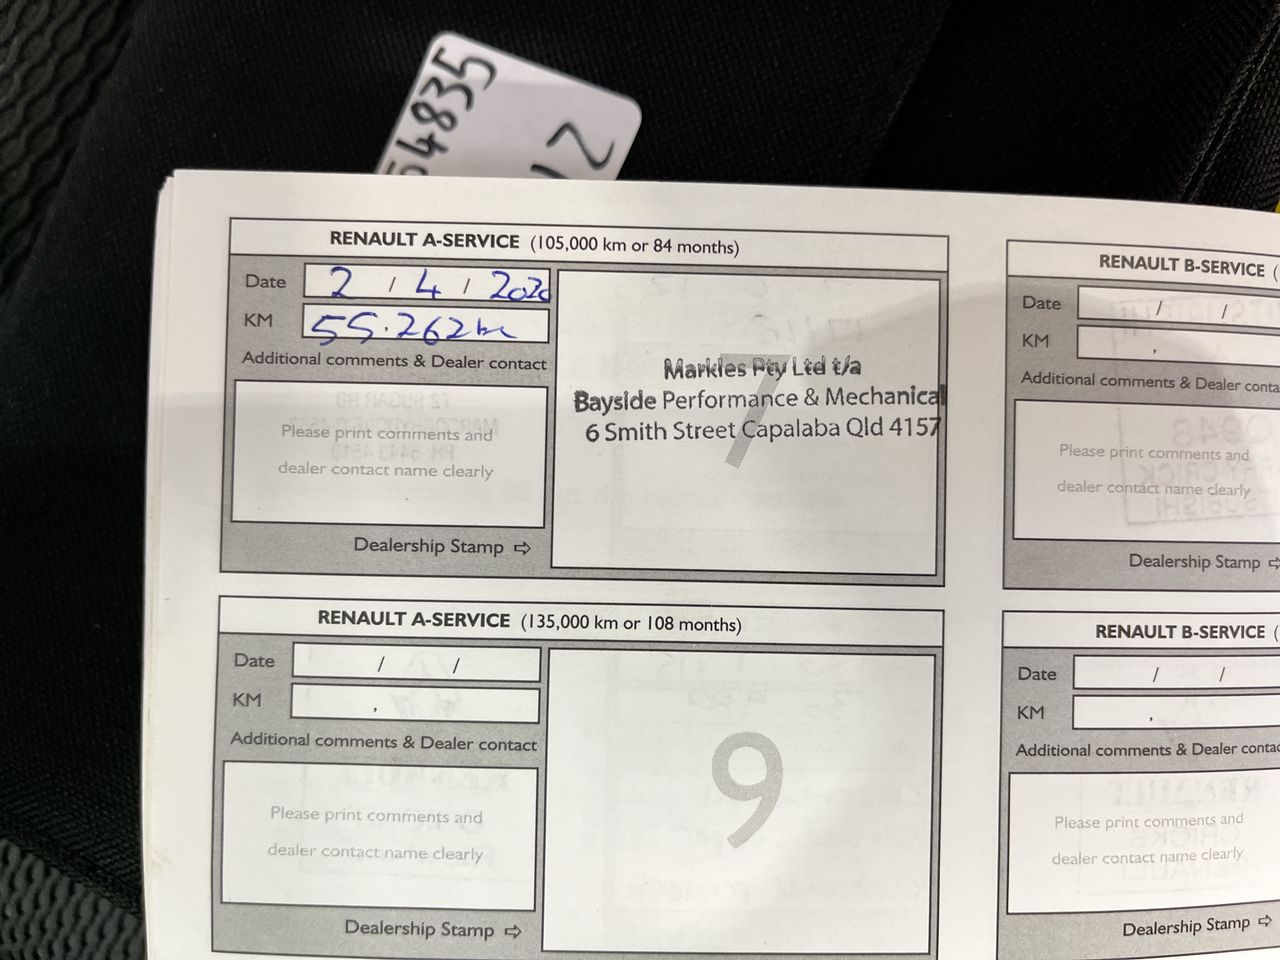 54835
12
RENAULT A-SERVICE (105,000 km or 84 months)
Date 2 / 4 / 2020
KM 55.262km
Additional comments & Dealer contact
Please print comments and
dealer contact name clearly
Dealership Stamp ⇨
7
Markles Pty Ltd t/a
Bayside Performance & Mechanical
6 Smith Street Capalaba Qld 4157
RENAULT B-SERVICE (
Date / /
KM ,
Additional comments & Dealer conta
Please print comments and
dealer contact name clearly
Dealership Stamp ⇨
RENAULT A-SERVICE (135,000 km or 108 months)
Date / /
KM ,
Additional comments & Dealer contact
Please print comments and
dealer contact name clearly
Dealership Stamp ⇨
9
RENAULT B-SERVICE (
Date / /
KM ,
Additional comments & Dealer contac
Please print comments and
dealer contact name clearly
Dealership Stamp ⇨